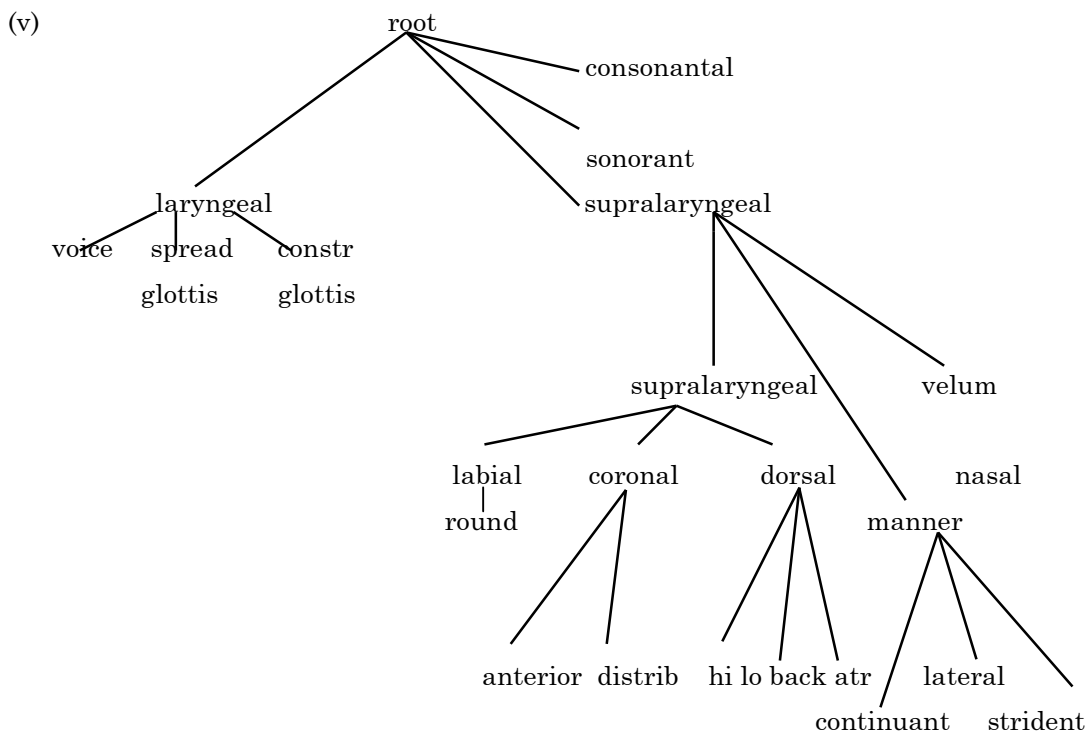 (v)
root
consonantal
sonorant
laryngeal
supralaryngeal
voice spread constr
glottis glottis
supralaryngeal velum
labial coronal dorsal nasal
round manner
anterior distrib hi lo back atr lateral
continuant strident